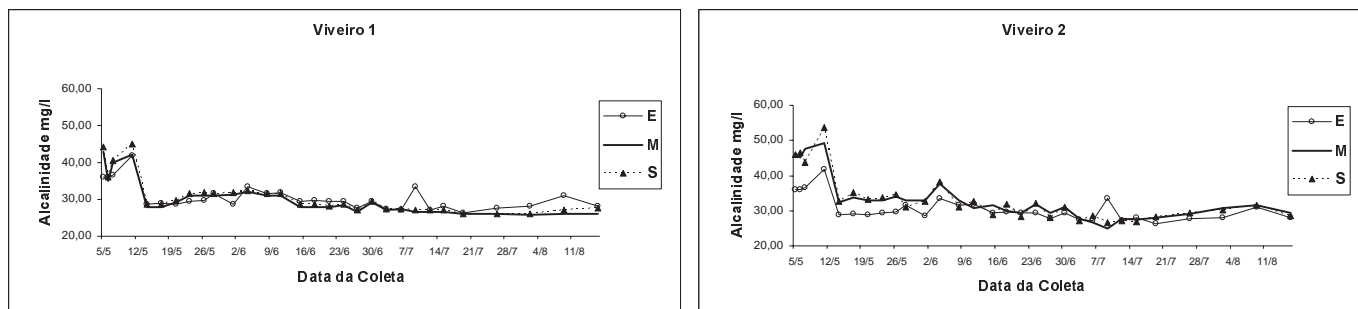 Viveiro 1
Alcalinidade mg/l
60,00
50,00
40,00
30,00
20,00
5/5 12/5 19/5 26/5 2/6 9/6 16/6 23/6 30/6 7/7 14/7 21/7 28/7 4/8 11/8
Data da Coleta
E
M
S
Viveiro 2
Alcalinidade mg/l
60,00
50,00
40,00
30,00
20,00
5/5 12/5 19/5 26/5 2/6 9/6 16/6 23/6 30/6 7/7 14/7 21/7 28/7 4/8 11/8
Data da Coleta
E
M
S